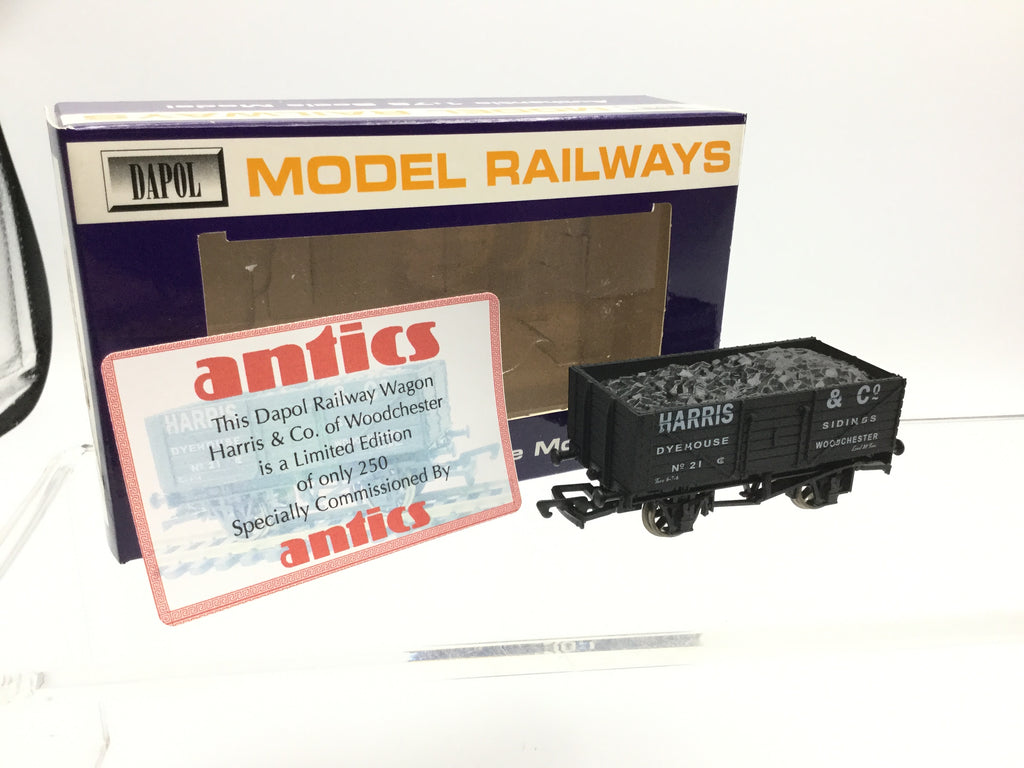 DAPOL
MODEL RAILWAYS
antics
This Dapol Railway Wagon
Harris & Co. of Woodchester
is a Limited Edition
of only 250
Specially Commissioned By
antics
HARRIS & Co
DYEHOUSE SIDINGS
No 21 WOODCHESTER